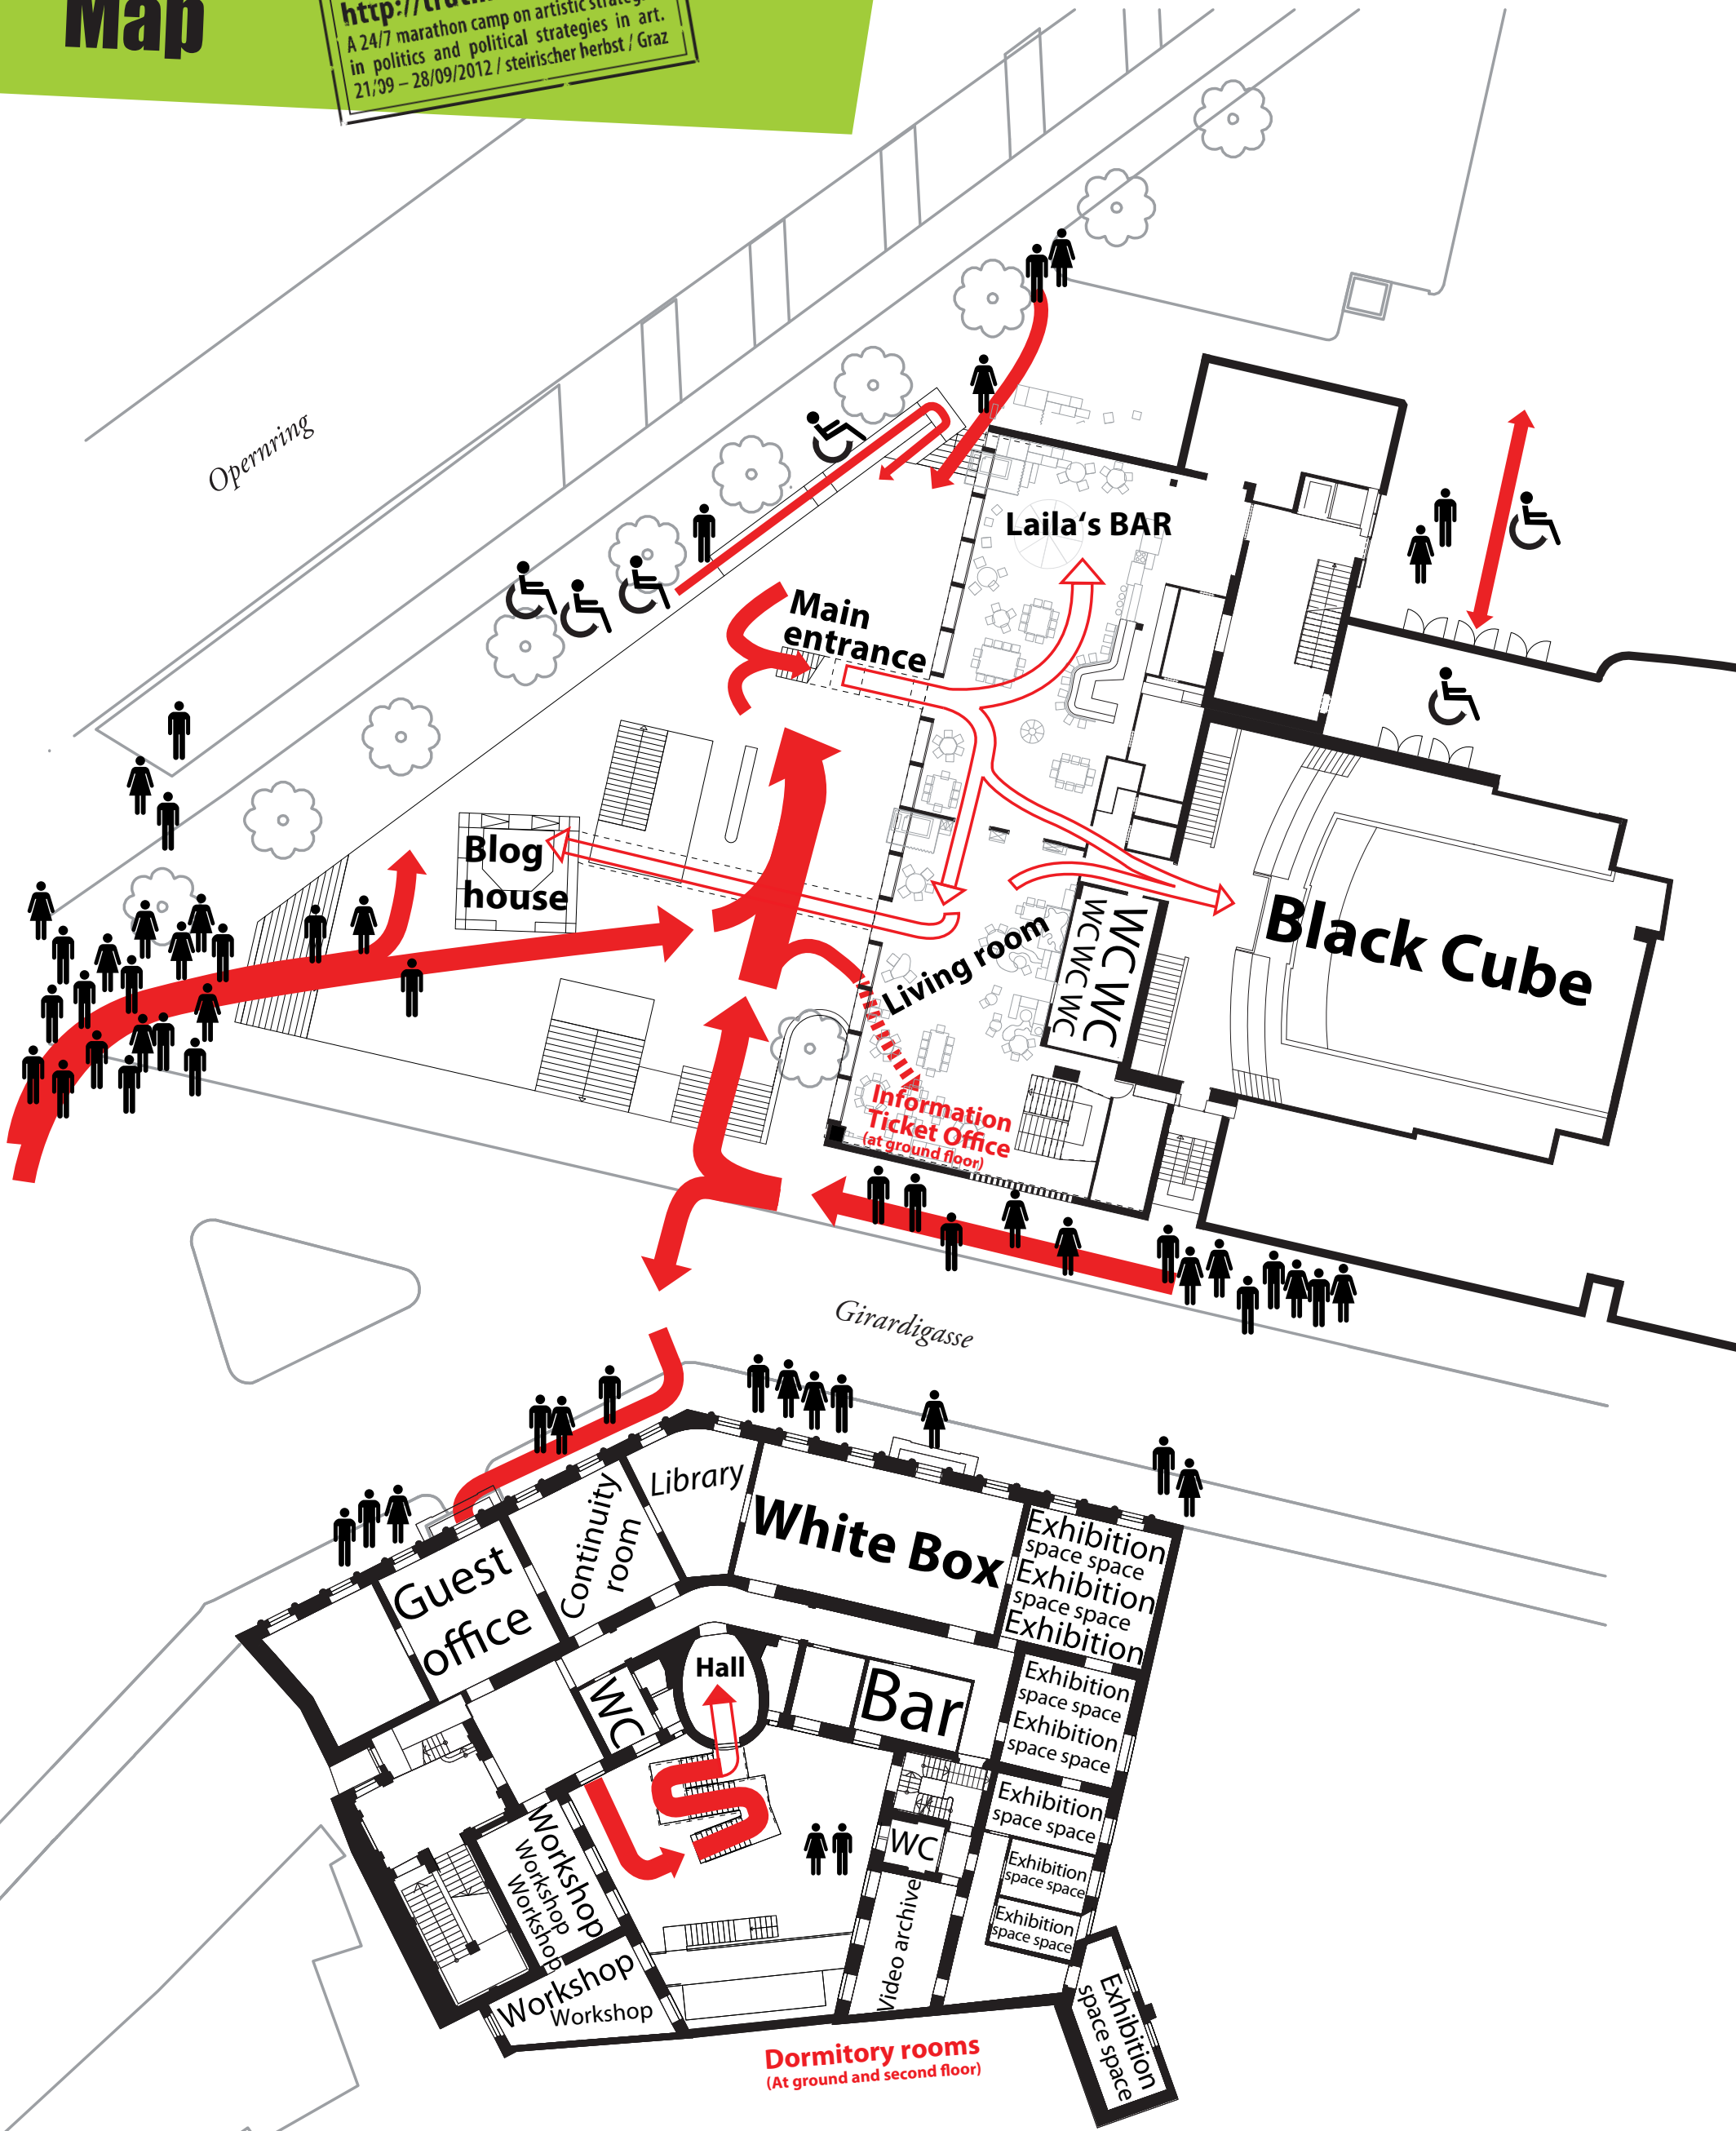 Map
A 24/7 marathon camp on artistic
in politics and political strategies in art.
21/09 – 28/09/2012 / steirischer herbst / Graz
Opernring
Laila‘s BAR
Main
entrance
Blog
house
Living room
WC WC
WC WC WC
Black Cube
Information
Ticket Office
(at ground floor)
Girardigasse
Library
Continuity
room
White Box
Guest
office
Exhibition
space space
Exhibition
space space
Exhibition
Hall
WC
Bar
Exhibition
space space
Exhibition
space space
Exhibition
space space
WC
Exhibition
space space
Exhibition
space space
Workshop
Workshop
Workshop
Workshop
Workshop
Video archive
Exhibition
space space
Dormitory rooms
(At ground and second floor)